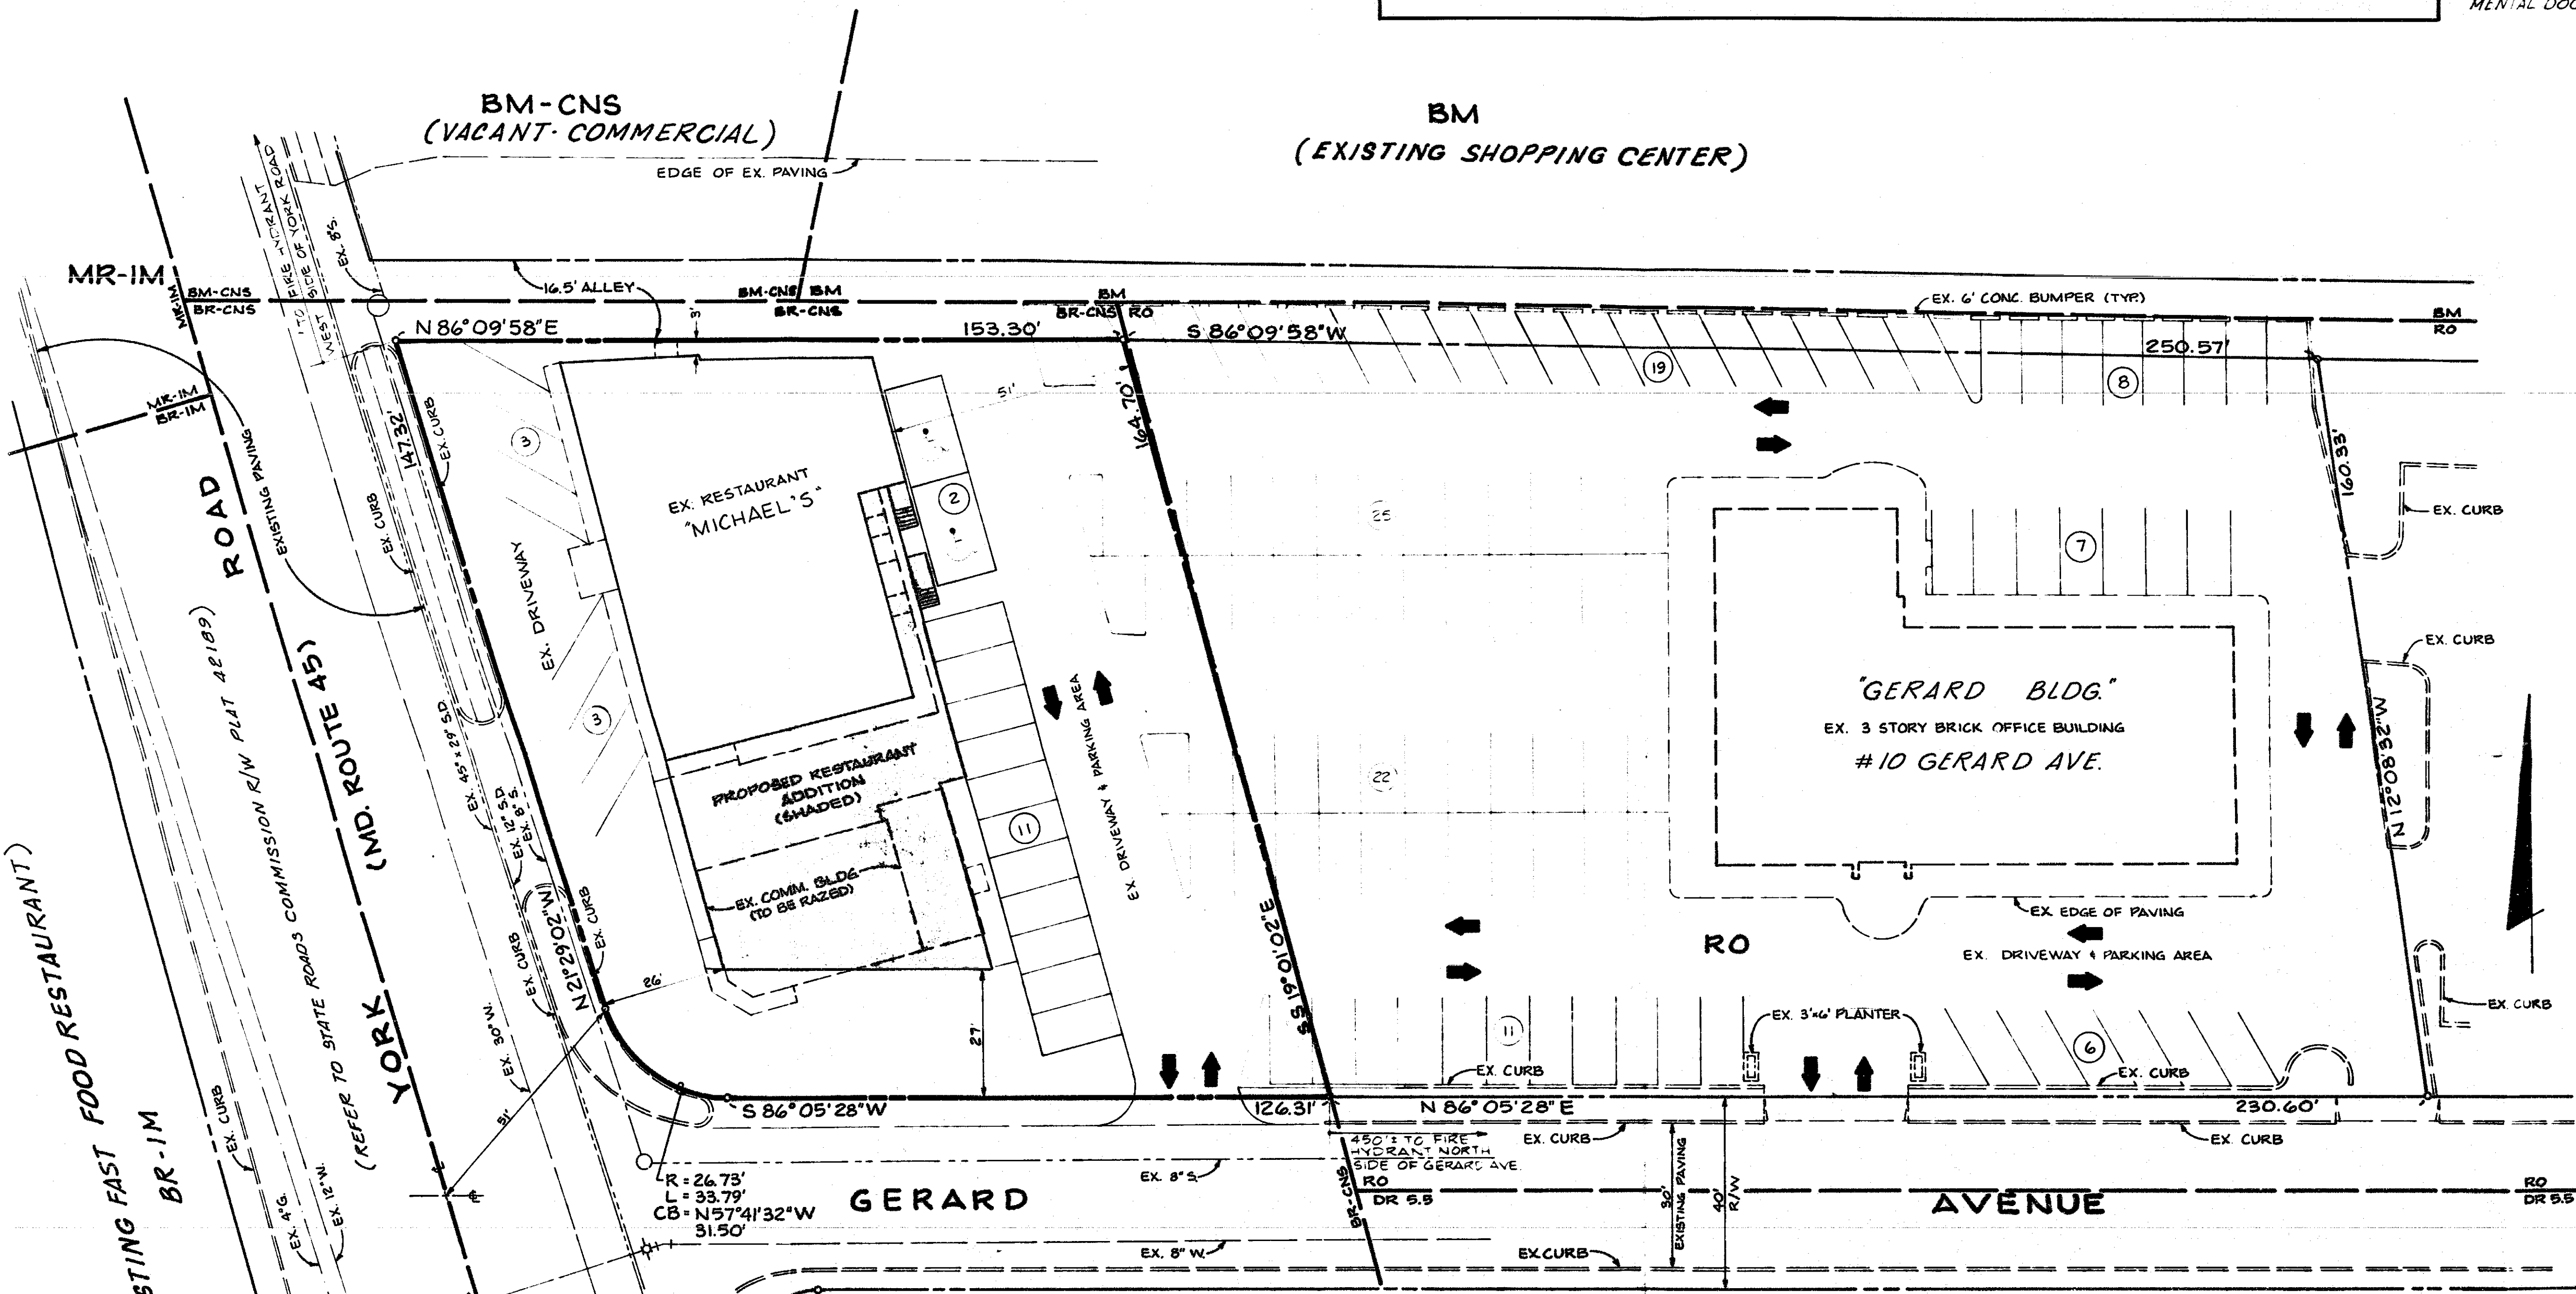 MENTAL DOC
BM-CNS
(VACANT· COMMERCIAL)
EDGE OF EX. PAVING
BM
(EXISTING SHOPPING CENTER)
TO FIRE HYDRANT
WEST SIDE OF YORK ROAD
EX. 8"S.
MR-IM
MR-IM
BM-CNS
BR-CNS
16.5' ALLEY
BM-CNS BM
BR-CNS
BM
BR-CNS RO
EX. 6' CONC. BUMPER (TYP.)
BM
RO
N 86°09'58"E
3'
153.30'
S 86°09'58"W
250.57'
MR-IM
BR-IM
147.32'
EX. CURB
EX. CURB
3
51'
164.70'
19
8
160.33'
EX. CURB
ROAD
EXISTING PAVING
EX. DRIVEWAY
EX. RESTAURANT
"MICHAEL'S"
2
25
7
EX. CURB
YORK
(MD. ROUTE 45)
(REFER TO STATE ROADS COMMISSION R/W PLAT 42189)
3
EX. 45" x 29" S.D.
EX. 12" S.D.
EX. 8" S.
PROPOSED RESTAURANT
ADDITION
(SHADED)
EX. COMM. BLDG.
(TO BE RAZED)
11
EX. DRIVEWAY & PARKING AREA
22
"GERARD BLDG."
EX. 3 STORY BRICK OFFICE BUILDING
#10 GERARD AVE.
N 12°08'32"W
EX. EDGE OF PAVING
RO
EX. DRIVEWAY & PARKING AREA
S 19°01'02"E
N 21°29'02"W
EX. CURB
EX. CURB
26'
27'
EX. 30" W.
51'
11
EX. 3'x6' PLANTER
6
EX. CURB
EX. CURB
EX. CURB
S 86°05'28"W
126.31'
N 86°05'28"E
230.60'
450'± TO FIRE
HYDRANT NORTH
SIDE OF GERARD AVE.
EX. CURB
EX. CURB
R = 26.73'
L = 33.79'
CB = N57°41'32"W
31.50'
GERARD
EX. 8" S.
BR-CNS
RO
DR 5.5
30'
EXISTING PAVING
40'
R/W
AVENUE
RO
DR 5.5
EX. 8" W.
EX CURB
STING FAST FOOD RESTAURANT)
BR-IM
EX. CURB
EX. 4"G.
EX. 12"W.